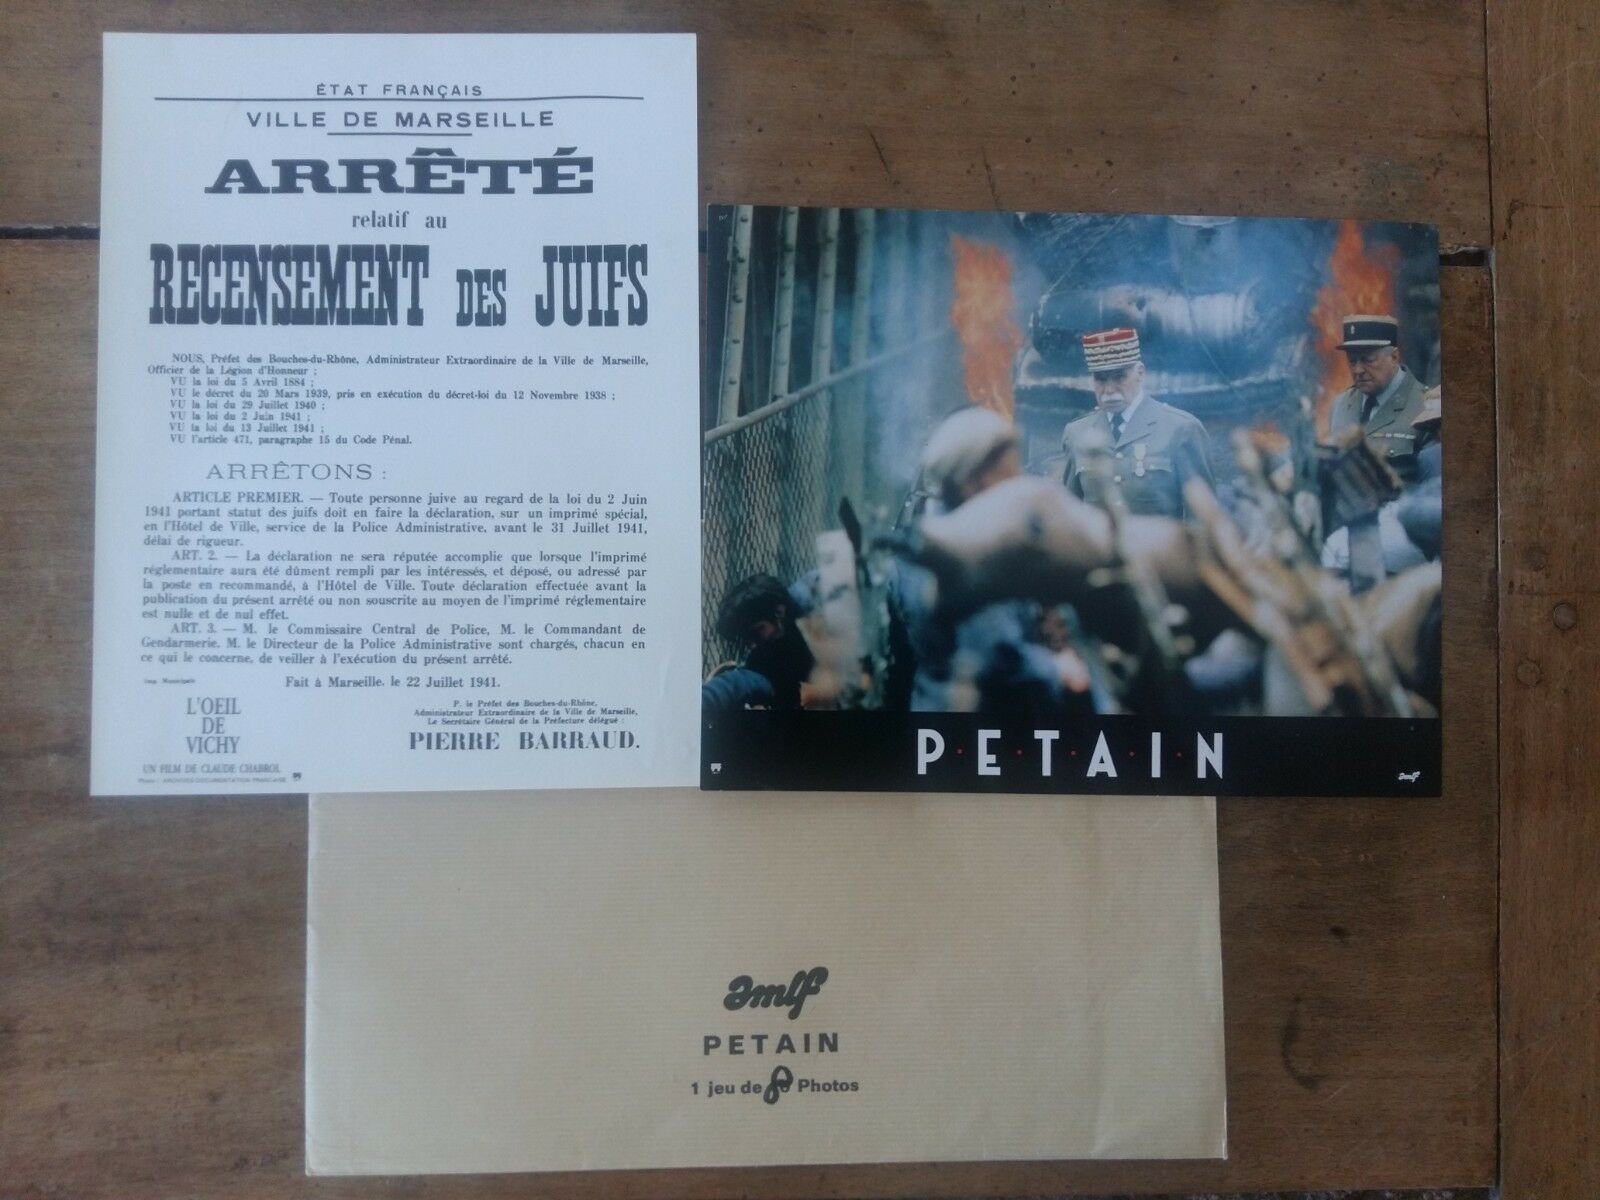 ÉTAT FRANÇAIS
VILLE DE MARSEILLE
ARRÊTÉ
relatif au
RECENSEMENT DES JUIFS
NOUS, Préfet des Bouches-du-Rhône, Administrateur Extraordinaire de la Ville de Marseille,
Officier de la Légion d'Honneur ;
VU la loi du 5 Avril 1884 ;
VU le décret du 20 Mars 1939, pris en exécution du décret-loi du 12 Novembre 1938 ;
VU la loi du 29 Juillet 1940 ;
VU la loi du 2 Juin 1941 ;
VU la loi du 13 Juillet 1941 ;
VU l'article 471, paragraphe 15 du Code Pénal.
ARRÊTONS :
ARTICLE PREMIER. — Toute personne juive au regard de la loi du 2 Juin
1941 portant statut des juifs doit en faire la déclaration, sur un imprimé spécial,
en l'Hôtel de Ville, service de la Police Administrative, avant le 31 Juillet 1941,
délai de rigueur.
ART. 2. — La déclaration ne sera réputée accomplie que lorsque l'imprimé
réglementaire aura été dûment rempli par les intéressés, et déposé, ou adressé par
la poste en recommandé, à l'Hôtel de Ville. Toute déclaration effectuée avant la
publication du présent arrêté ou non souscrite au moyen de l'imprimé réglementaire
est nulle et de nul effet.
ART. 3. — M. le Commissaire Central de Police, M. le Commandant de
Gendarmerie, M. le Directeur de la Police Administrative sont chargés, chacun en
ce qui le concerne, de veiller à l'exécution du présent arrêté.
Imp. Municipale
Fait à Marseille, le 22 Juillet 1941.
P. le Préfet des Bouches-du-Rhône,
Administrateur Extraordinaire de la Ville de Marseille,
Le Secrétaire Général de la Préfecture délégué :
PIERRE BARRAUD.
L'OEIL
DE
VICHY
UN FILM DE CLAUDE CHABROL
Photo : ARCHIVES DOCUMENTATION FRANCAISE
P.E.T.A.I.N
amlf
amlf
PETAIN
1 jeu de 8 Photos